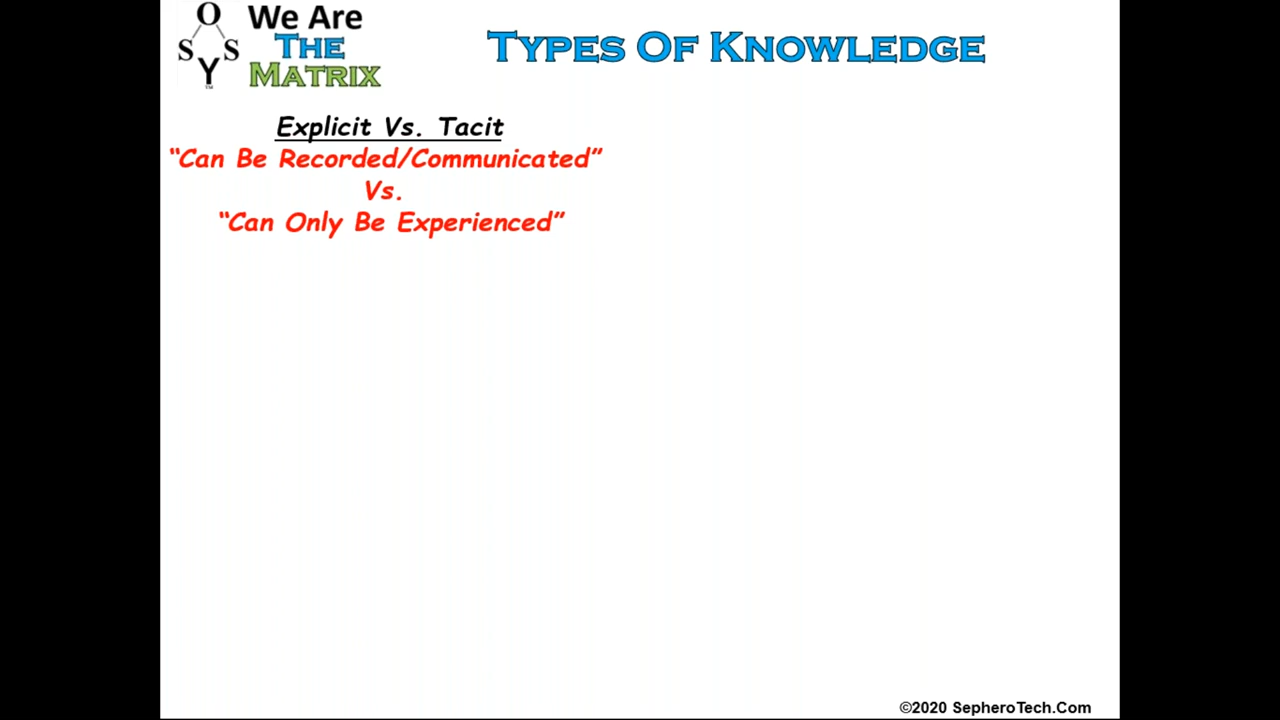 O
S S
Y
TM
We Are
THE
MATRIX
TYPES OF KNOWLEDGE
Explicit Vs. Tacit
“Can Be Recorded/Communicated”
Vs.
“Can Only Be Experienced”
©2020 SepheroTech.Com